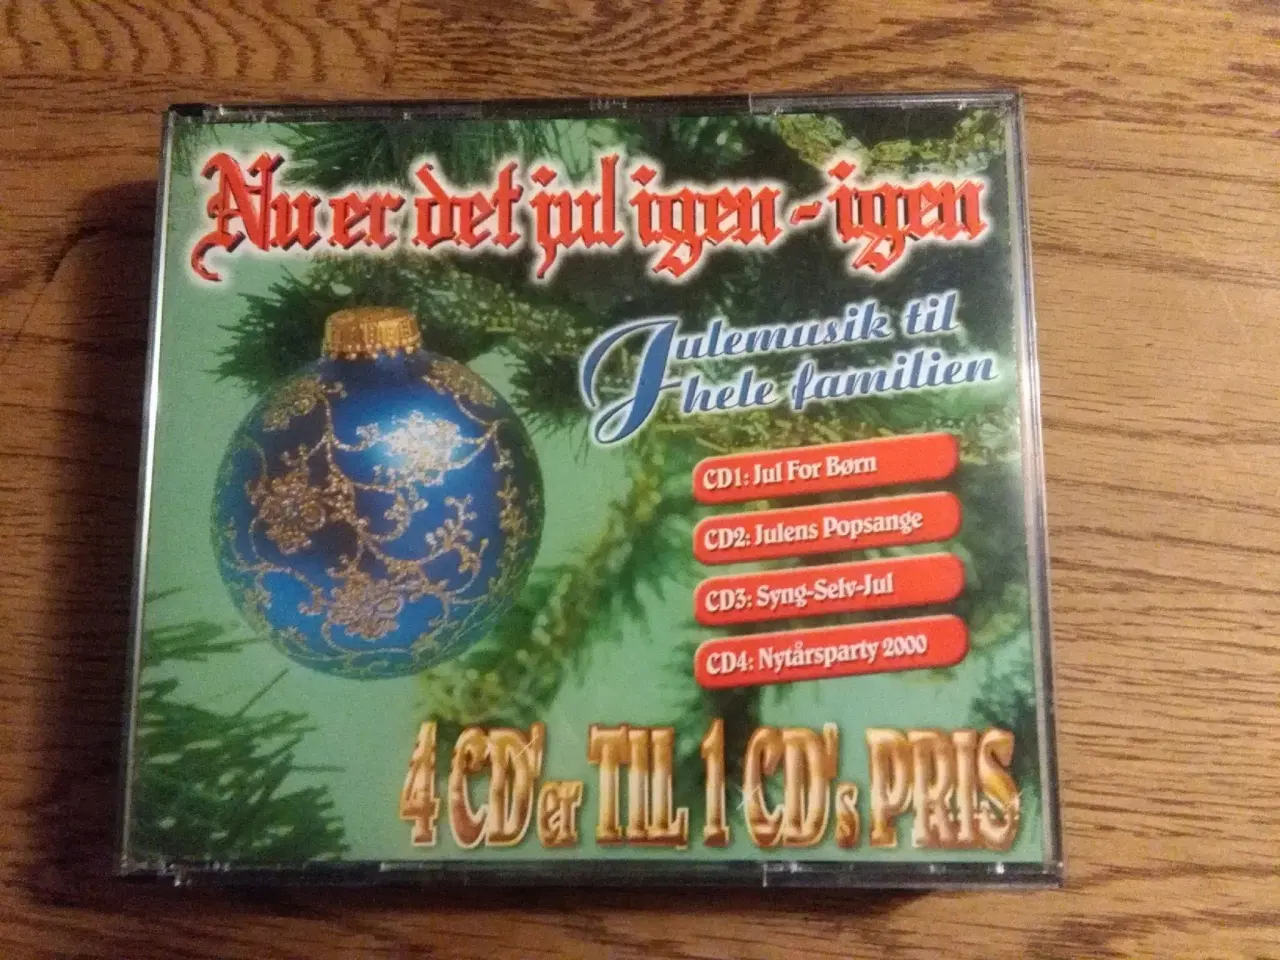 Nu er det jul igen - igen
Julemusik til
hele familien
CD1: Jul For Børn
CD2: Julens Popsange
CD3: Syng-Selv-Jul
CD4: Nytårsparty 2000
4 CD'er TIL 1 CD's PRIS